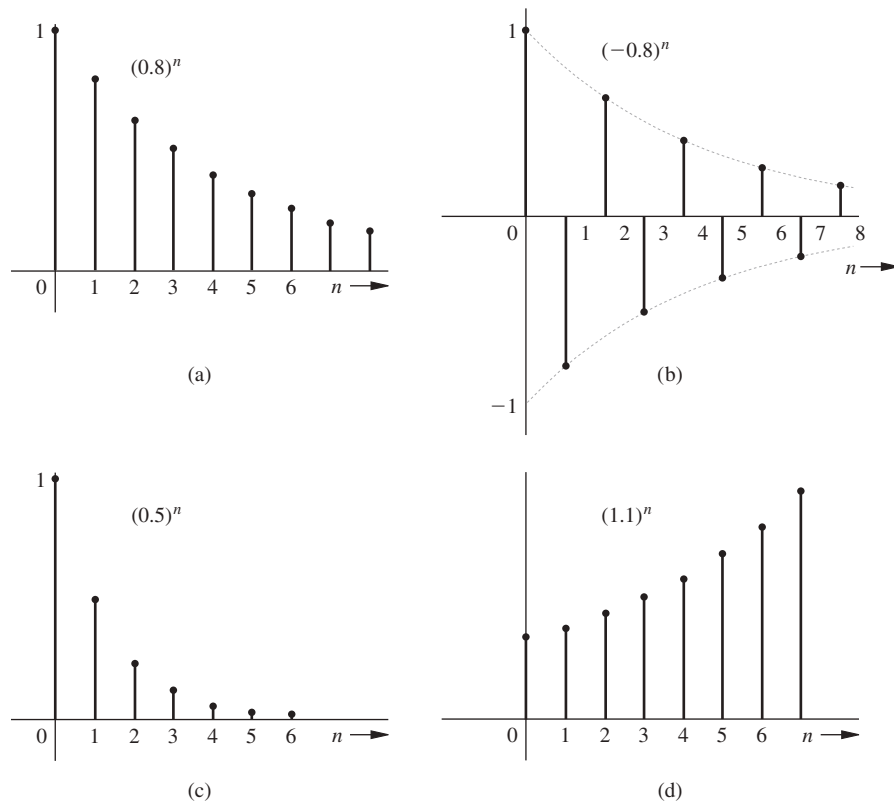 1
(0.8)^n
0 1 2 3 4 5 6 n
(a)
1
(−0.8)^n
0 1 2 3 4 5 6 7 8
n
−1
(b)
1
(0.5)^n
0 1 2 3 4 5 6 n
(c)
(1.1)^n
0 1 2 3 4 5 6 n
(d)